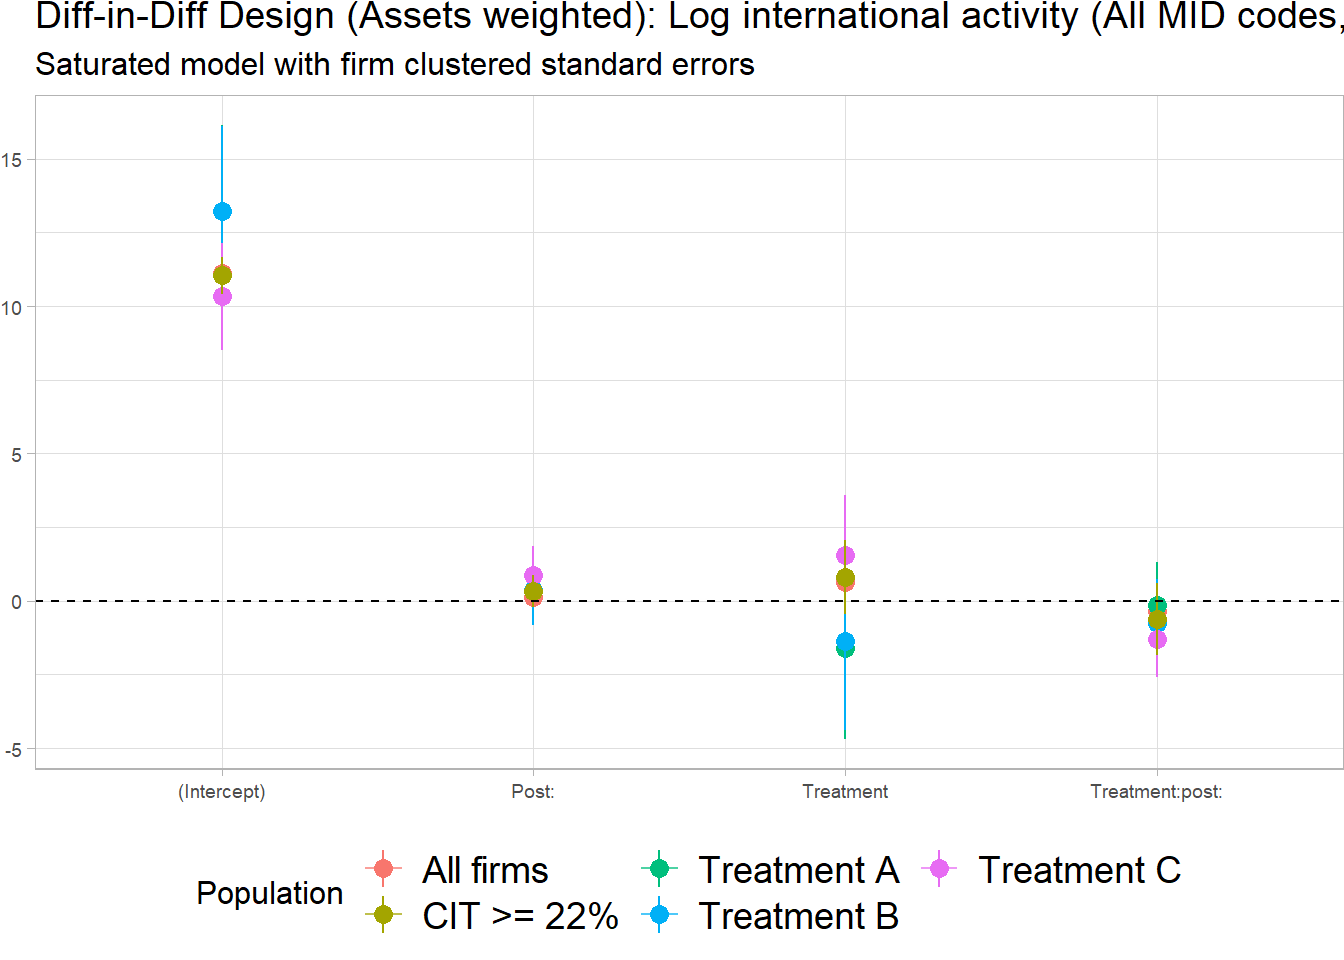 Diff-in-Diff Design (Assets weighted): Log international activity (All MID codes,
Saturated model with firm clustered standard errors
15
10
5
0
-5
(Intercept) Post: Treatment Treatment:post:
Population
All firms Treatment A Treatment C
CIT >= 22% Treatment B